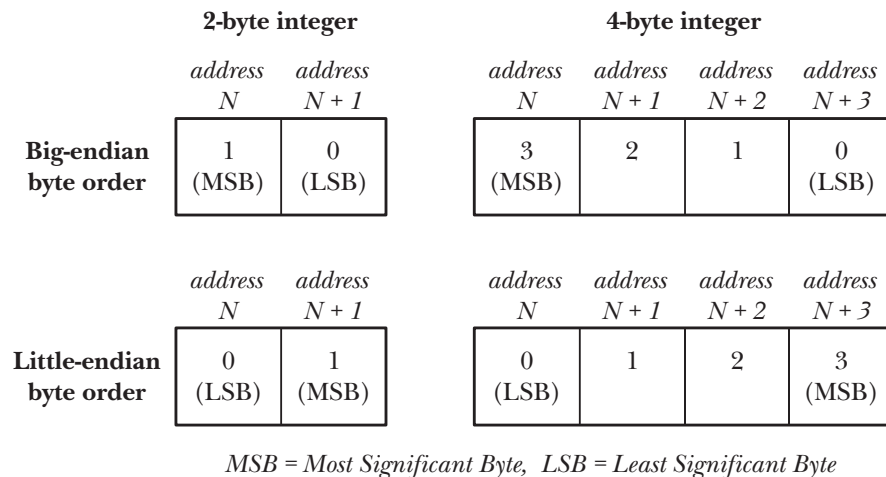 2-byte integer 4-byte integer
address address address address address address
N N + 1 N N + 1 N + 2 N + 3
Big-endian 1 0 3 2 1 0
byte order (MSB) (LSB) (MSB) (LSB)
address address address address address address
N N + 1 N N + 1 N + 2 N + 3
Little-endian 0 1 0 1 2 3
byte order (LSB) (MSB) (LSB) (MSB)
MSB = Most Significant Byte, LSB = Least Significant Byte